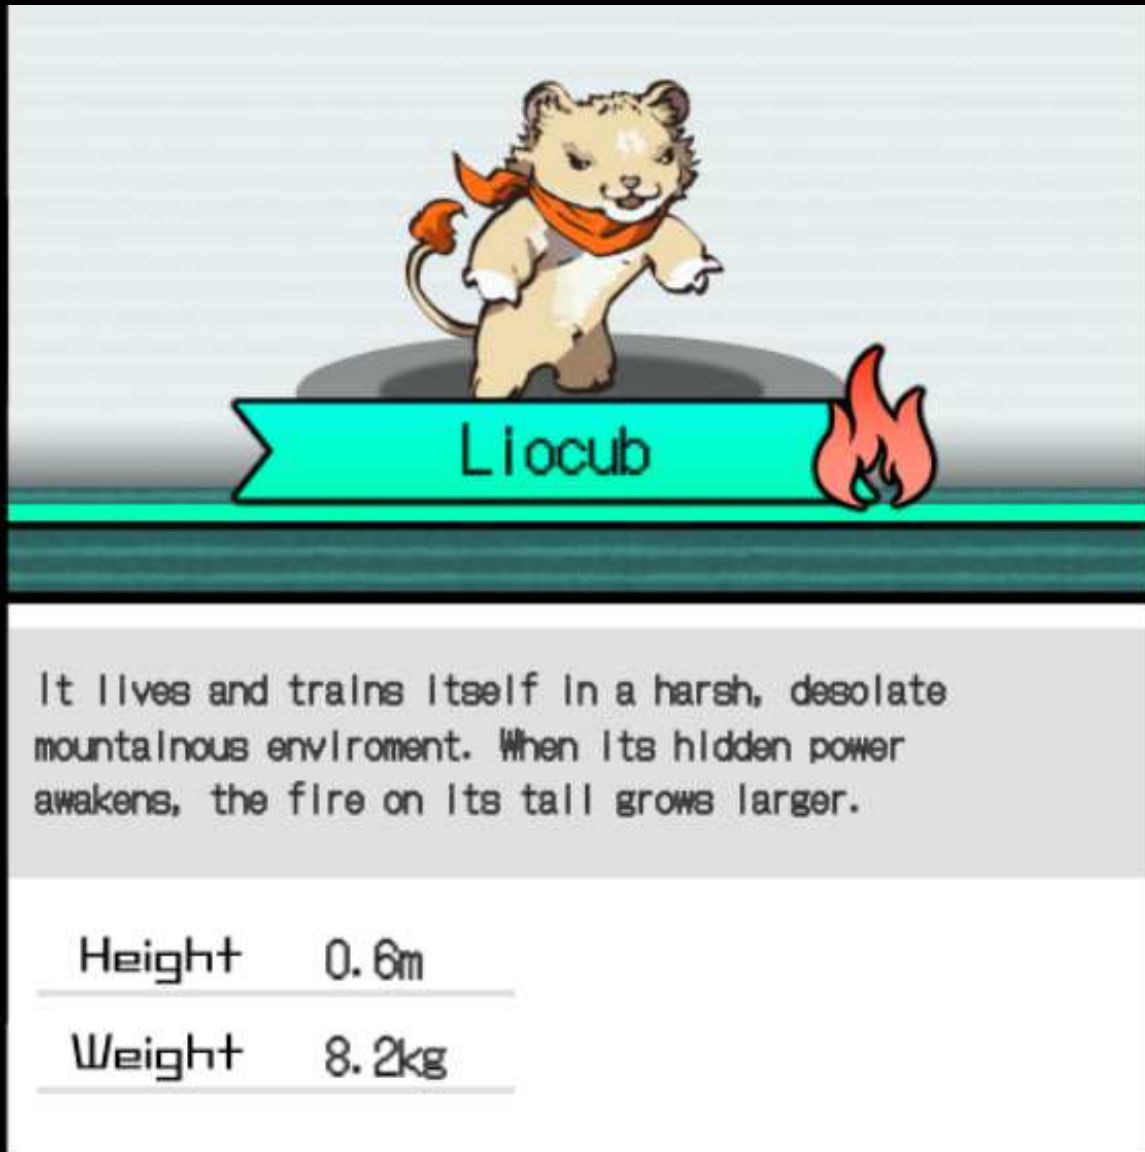 Liocub
It lives and trains itself in a harsh, desolate
mountainous enviroment. When its hidden power
awakens, the fire on its tail grows larger.
Height 0.6m
Weight 8.2kg